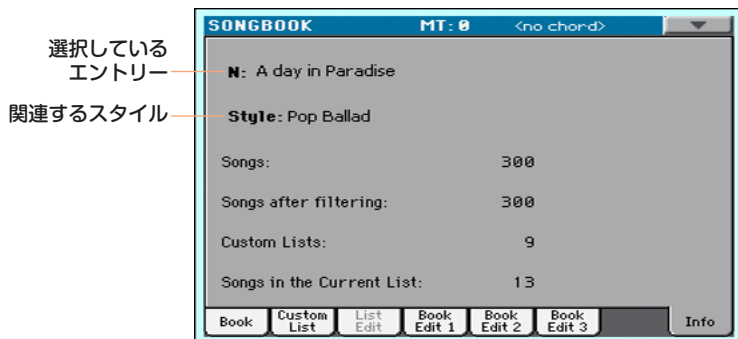 選択している
エントリー
関連するスタイル
SONGBOOK MT: 0 <no chord>
N: A day in Paradise
Style: Pop Ballad
Songs: 300
Songs after filtering: 300
Custom Lists: 9
Songs in the Current List: 13
Book Custom List List Edit Book Edit 1 Book Edit 2 Book Edit 3 Info